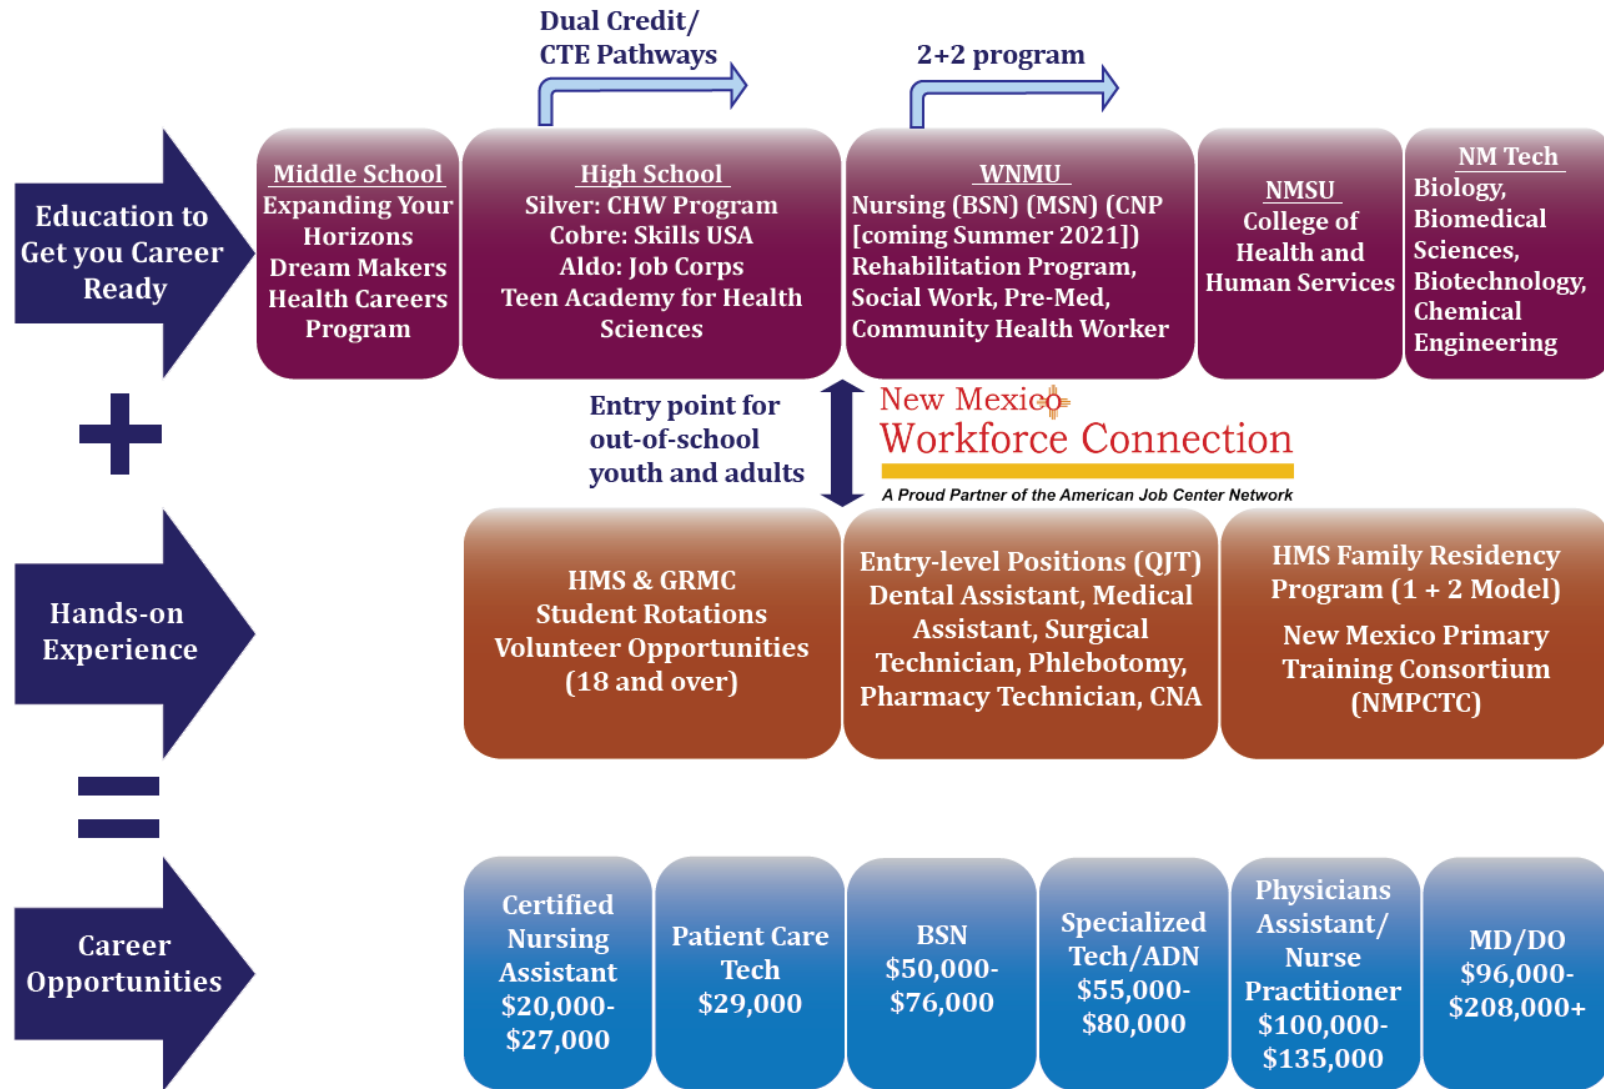 Dual Credit/
CTE Pathways
2+2 program
Education to
Get you Career
Ready
Middle School
Expanding Your
Horizons
Dream Makers
Health Careers
Program
High School
Silver: CHW Program
Cobre: Skills USA
Aldo: Job Corps
Teen Academy for Health
Sciences
WNMU
Nursing (BSN) (MSN) (CNP
[coming Summer 2021])
Rehabilitation Program,
Social Work, Pre-Med,
Community Health Worker
NMSU
College of
Health and
Human Services
NM Tech
Biology,
Biomedical
Sciences,
Biotechnology,
Chemical
Engineering
+
Entry point for
out-of-school
youth and adults
New Mexico
Workforce Connection
A Proud Partner of the American Job Center Network
Hands-on
Experience
HMS & GRMC
Student Rotations
Volunteer Opportunities
(18 and over)
Entry-level Positions (QJT)
Dental Assistant, Medical
Assistant, Surgical
Technician, Phlebotomy,
Pharmacy Technician, CNA
HMS Family Residency
Program (1 + 2 Model)
New Mexico Primary
Training Consortium
(NMPCTC)
=
Career
Opportunities
Certified
Nursing
Assistant
$20,000-
$27,000
Patient Care
Tech
$29,000
BSN
$50,000-
$76,000
Specialized
Tech/ADN
$55,000-
$80,000
Physicians
Assistant/
Nurse
Practitioner
$100,000-
$135,000
MD/DO
$96,000-
$208,000+